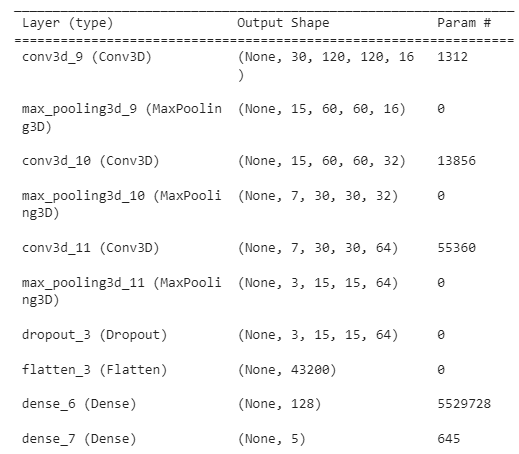 Layer (type) Output Shape Param #
conv3d_9 (Conv3D) (None, 30, 120, 120, 16 1312
)
max_pooling3d_9 (MaxPoolin (None, 15, 60, 60, 16) 0
g3D)
conv3d_10 (Conv3D) (None, 15, 60, 60, 32) 13856
max_pooling3d_10 (MaxPooli (None, 7, 30, 30, 32) 0
ng3D)
conv3d_11 (Conv3D) (None, 7, 30, 30, 64) 55360
max_pooling3d_11 (MaxPooli (None, 3, 15, 15, 64) 0
ng3D)
dropout_3 (Dropout) (None, 3, 15, 15, 64) 0
flatten_3 (Flatten) (None, 43200) 0
dense_6 (Dense) (None, 128) 5529728
dense_7 (Dense) (None, 5) 645